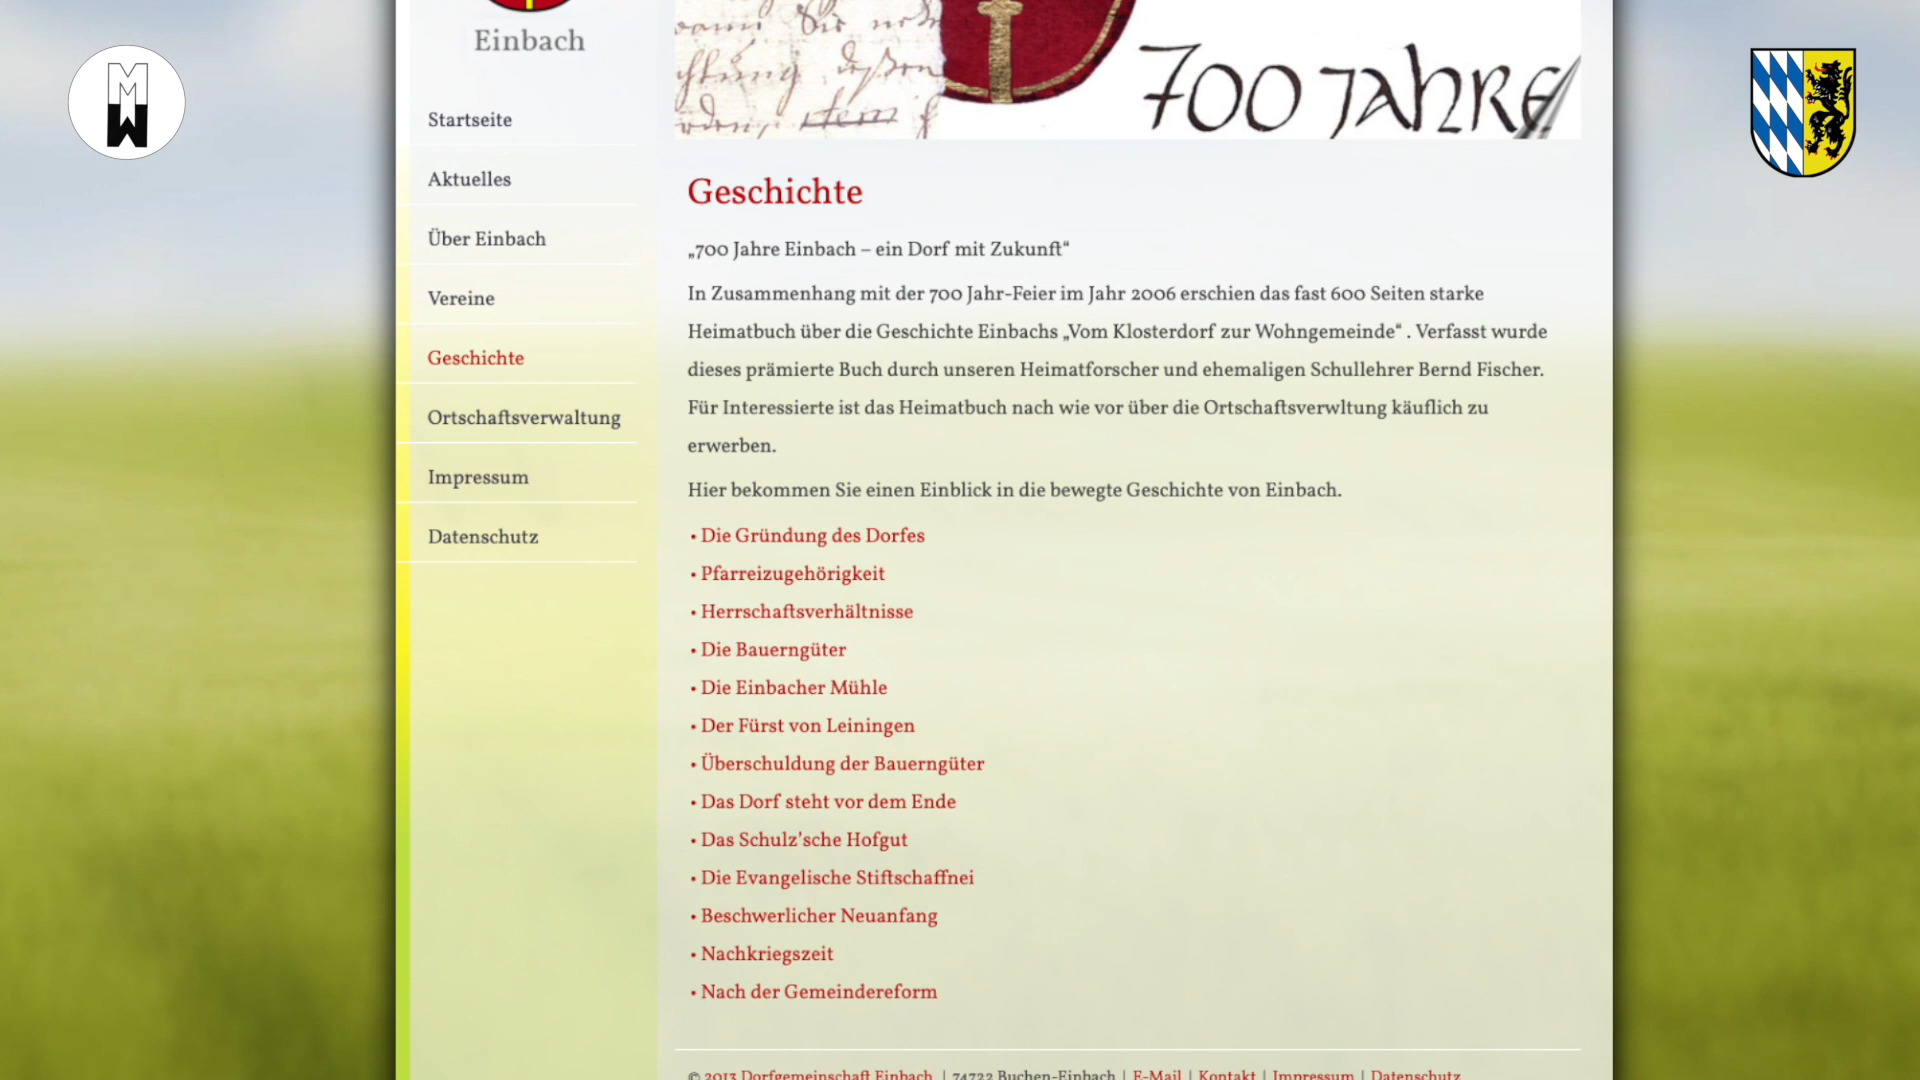 M
W
Einbach
700 JAHRE
Startseite
Aktuelles
Über Einbach
Vereine
Geschichte
Ortschaftsverwaltung
Impressum
Datenschutz
Geschichte
„700 Jahre Einbach – ein Dorf mit Zukunft“
In Zusammenhang mit der 700 Jahr-Feier im Jahr 2006 erschien das fast 600 Seiten starke
Heimatbuch über die Geschichte Einbachs „Vom Klosterdorf zur Wohngemeinde“ . Verfasst wurde
dieses prämierte Buch durch unseren Heimatforscher und ehemaligen Schullehrer Bernd Fischer.
Für Interessierte ist das Heimatbuch nach wie vor über die Ortschaftsverwltung käuflich zu
erwerben.
Hier bekommen Sie einen Einblick in die bewegte Geschichte von Einbach.
• Die Gründung des Dorfes
• Pfarreizugehörigkeit
• Herrschaftsverhältnisse
• Die Bauerngüter
• Die Einbacher Mühle
• Der Fürst von Leiningen
• Überschuldung der Bauerngüter
• Das Dorf steht vor dem Ende
• Das Schulz’sche Hofgut
• Die Evangelische Stiftschaffnei
• Beschwerlicher Neuanfang
• Nachkriegszeit
• Nach der Gemeindereform
© 2013 Dorfgemeinschaft Einbach | 74722 Buchen-Einbach | E-Mail | Kontakt | Impressum | Datenschutz